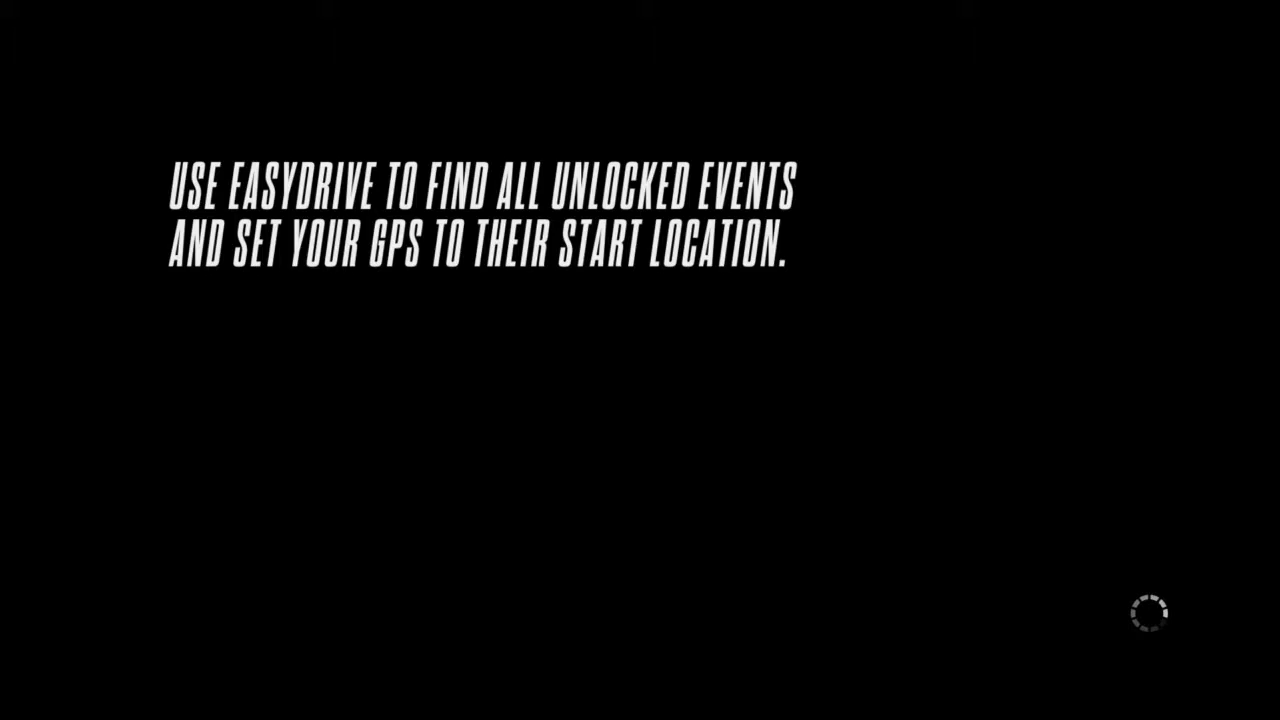 USE EASYDRIVE TO FIND ALL UNLOCKED EVENTS
AND SET YOUR GPS TO THEIR START LOCATION.